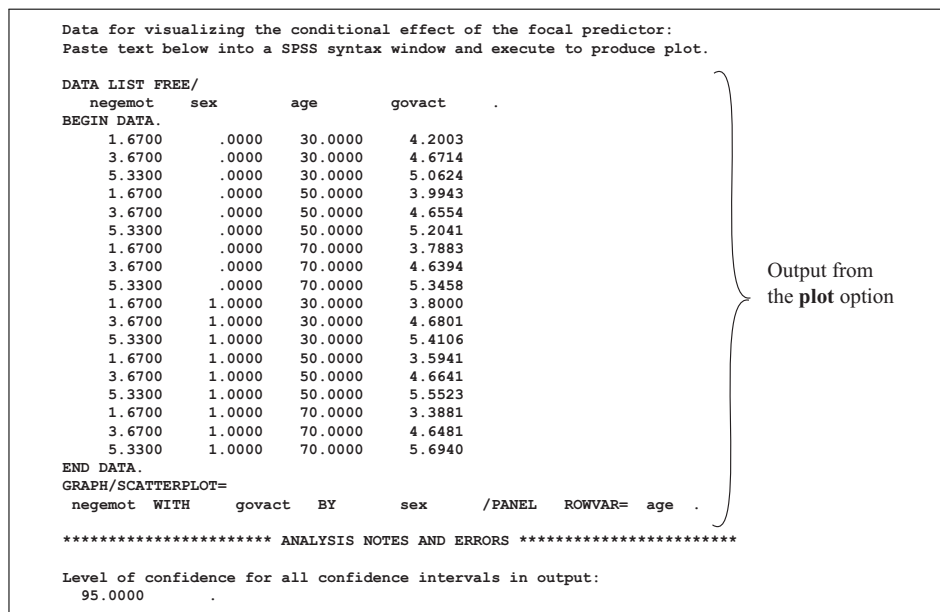 Data for visualizing the conditional effect of the focal predictor:
Paste text below into a SPSS syntax window and execute to produce plot.
DATA LIST FREE/
negemot sex age govact .
BEGIN DATA.
1.6700 .0000 30.0000 4.2003
3.6700 .0000 30.0000 4.6714
5.3300 .0000 30.0000 5.0624
1.6700 .0000 50.0000 3.9943
3.6700 .0000 50.0000 4.6554
5.3300 .0000 50.0000 5.2041
1.6700 .0000 70.0000 3.7883
3.6700 .0000 70.0000 4.6394
5.3300 .0000 70.0000 5.3458
1.6700 1.0000 30.0000 3.8000
3.6700 1.0000 30.0000 4.6801
5.3300 1.0000 30.0000 5.4106
1.6700 1.0000 50.0000 3.5941
3.6700 1.0000 50.0000 4.6641
5.3300 1.0000 50.0000 5.5523
1.6700 1.0000 70.0000 3.3881
3.6700 1.0000 70.0000 4.6481
5.3300 1.0000 70.0000 5.6940
END DATA.
GRAPH/SCATTERPLOT=
negemot WITH govact BY sex /PANEL ROWVAR= age .
Output from
the plot option
*********************** ANALYSIS NOTES AND ERRORS ************************
Level of confidence for all confidence intervals in output:
95.0000 .